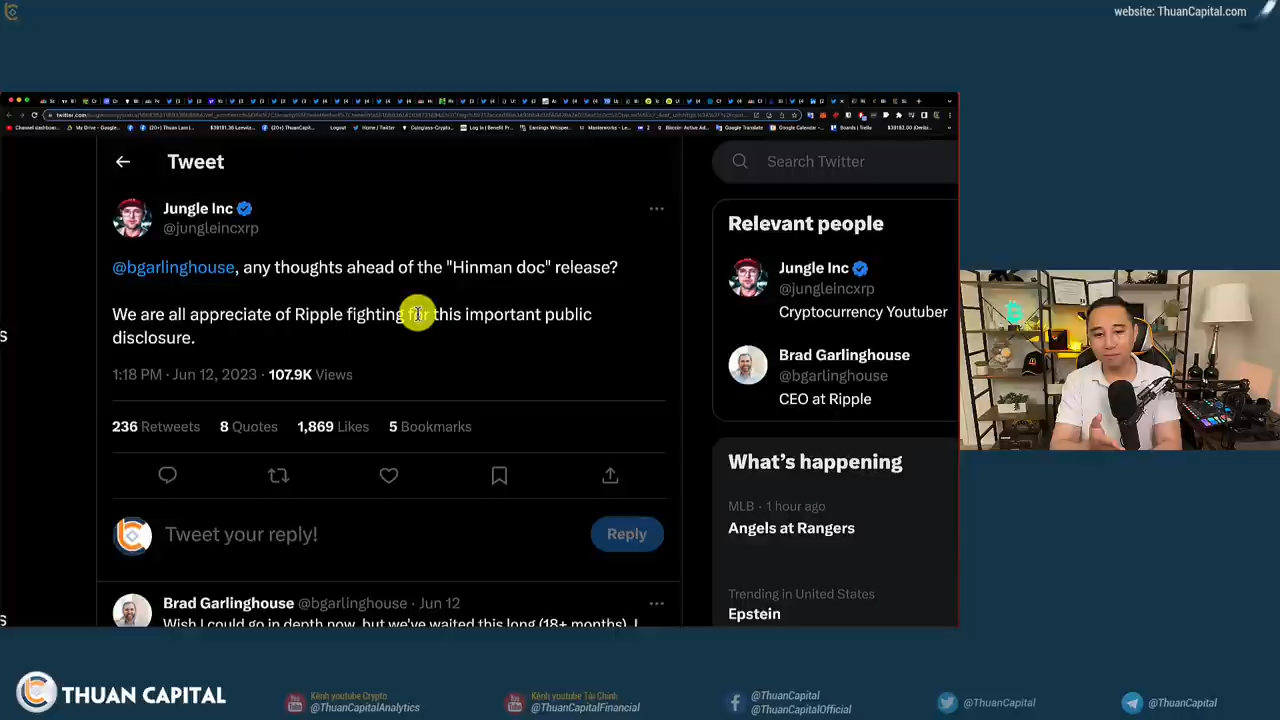 website: ThuanCapital.com
Tweet
Search Twitter
Jungle Inc
@jungleincxrp
@bgarlinghouse, any thoughts ahead of the "Hinman doc" release?
We are all appreciate of Ripple fighting for this important public
disclosure.
1:18 PM · Jun 12, 2023 · 107.9K Views
236 Retweets 8 Quotes 1,869 Likes 5 Bookmarks
Tweet your reply!
Reply
Brad Garlinghouse @bgarlinghouse · Jun 12
Wish I could go in depth now, but we've waited this long (18+ months), I
Relevant people
Jungle Inc
@jungleincxrp
Cryptocurrency Youtuber
Brad Garlinghouse
@bgarlinghouse
CEO at Ripple
What's happening
MLB · 1 hour ago
Angels at Rangers
Trending in United States
Epstein
THUAN CAPITAL
Kênh youtube Crypto
@ThuanCapitalAnalytics
Kênh youtube Tài Chính
@ThuanCapitalFinancial
@ThuanCapital
@ThuanCapitalOfficial
@ThuanCapital
@ThuanCapital